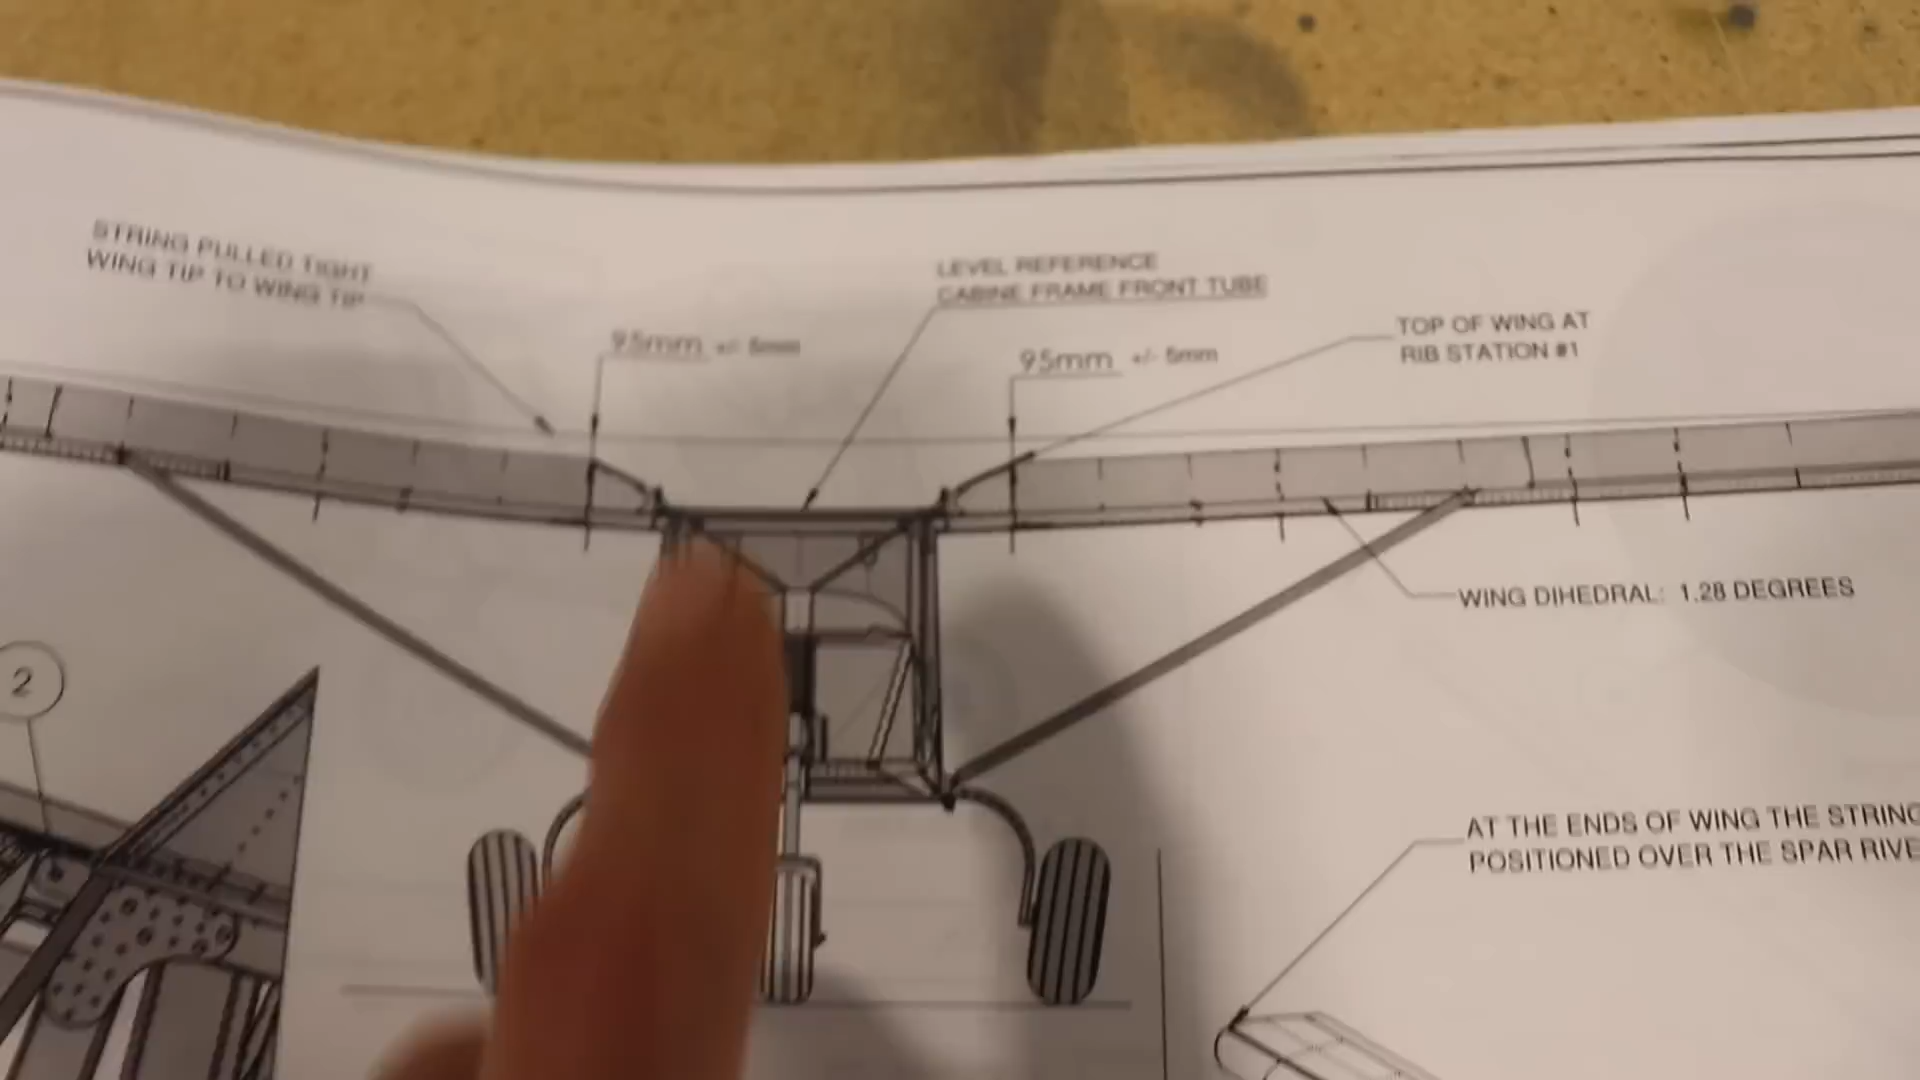 STRING PULLED TIGHT
WING TIP TO WING TIP
LEVEL REFERENCE
CABINE FRAME FRONT TUBE
95mm +/- 5mm
95mm +/- 5mm
TOP OF WING AT
RIB STATION #1
WING DIHEDRAL: 1.28 DEGREES
2
AT THE ENDS OF WING THE STRING
POSITIONED OVER THE SPAR RIVE